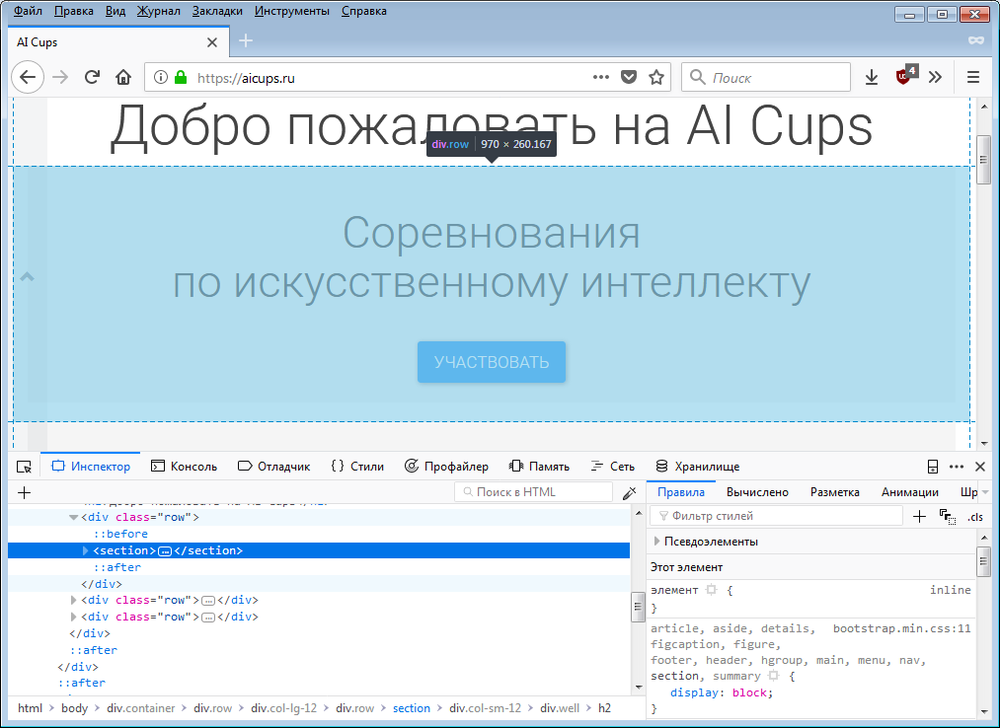 Файл Правка Вид Журнал Закладки Инструменты Справка
AI Cups
https://aicups.ru
Поиск
4
Добро пожаловать на AI Cups
div.row 970 × 260.167
Соревнования
по искусственному интеллекту
УЧАСТВОВАТЬ
Инспектор Консоль Отладчик {} Стили Профайлер Память Сеть Хранилище
Поиск в HTML
Правила Вычислено Разметка Анимации Шр
Фильтр стилей
.cls
<div class="row">
::before
<section>…</section>
::after
</div>
<div class="row">…</div>
<div class="row">…</div>
</div>
::after
</div>
::after
Псевдоэлементы
Этот элемент
элемент { inline
}
article, aside, details, bootstrap.min.css:11
figcaption, figure,
footer, header, hgroup, main, menu, nav,
section, summary {
display: block;
}
html > body > div.container > div.row > div.col-lg-12 > div.row > section > div.col-sm-12 > div.well > h2